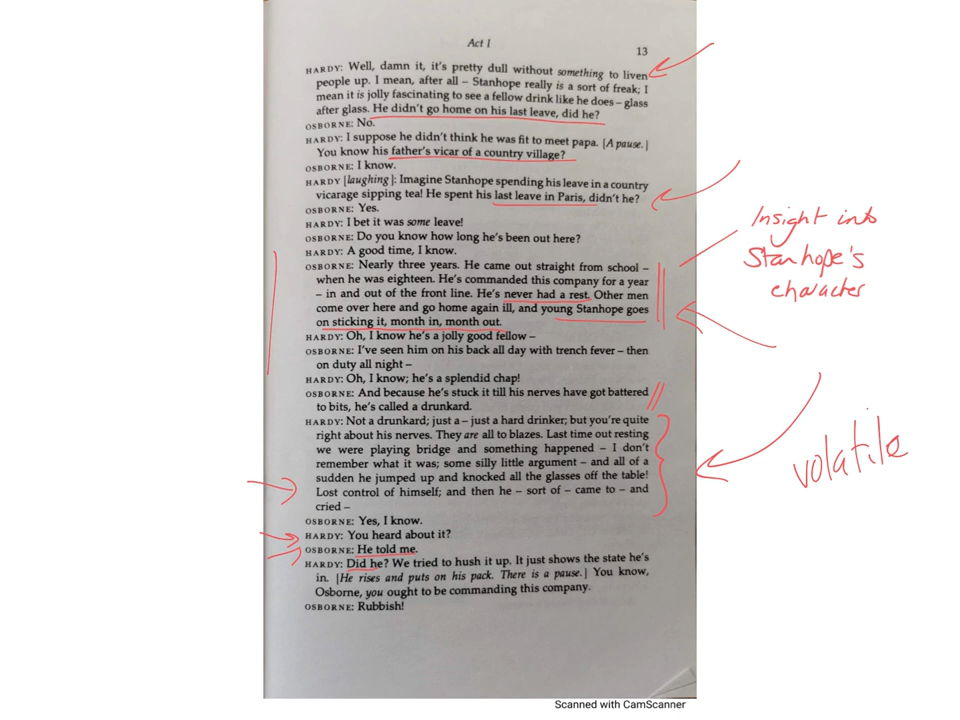 Act I
13
HARDY: Well, damn it, it's pretty dull without something to liven
people up. I mean, after all – Stanhope really is a sort of freak; I
mean it is jolly fascinating to see a fellow drink like he does – glass
after glass. He didn't go home on his last leave, did he?
OSBORNE: No.
HARDY: I suppose he didn't think he was fit to meet papa. [A pause.]
You know his father's vicar of a country village?
OSBORNE: I know.
HARDY [laughing]: Imagine Stanhope spending his leave in a country
vicarage sipping tea! He spent his last leave in Paris, didn't he?
OSBORNE: Yes.
HARDY: I bet it was some leave!
OSBORNE: Do you know how long he's been out here?
HARDY: A good time, I know.
OSBORNE: Nearly three years. He came out straight from school –
when he was eighteen. He's commanded this company for a year
– in and out of the front line. He's never had a rest. Other men
come over here and go home again ill, and young Stanhope goes
on sticking it, month in, month out.
HARDY: Oh, I know he's a jolly good fellow –
OSBORNE: I've seen him on his back all day with trench fever – then
on duty all night –
HARDY: Oh, I know; he's a splendid chap!
OSBORNE: And because he's stuck it till his nerves have got battered
to bits, he's called a drunkard.
HARDY: Not a drunkard; just a – just a hard drinker; but you're quite
right about his nerves. They are all to blazes. Last time out resting
we were playing bridge and something happened – I don't
remember what it was; some silly little argument – and all of a
sudden he jumped up and knocked all the glasses off the table!
Lost control of himself; and then he – sort of – came to – and
cried –
OSBORNE: Yes, I know.
HARDY: You heard about it?
OSBORNE: He told me.
HARDY: Did he? We tried to hush it up. It just shows the state he's
in. [He rises and puts on his pack. There is a pause.] You know,
Osborne, you ought to be commanding this company.
OSBORNE: Rubbish!
Insight into
Stanhope's
character
volatile
Scanned with CamScanner